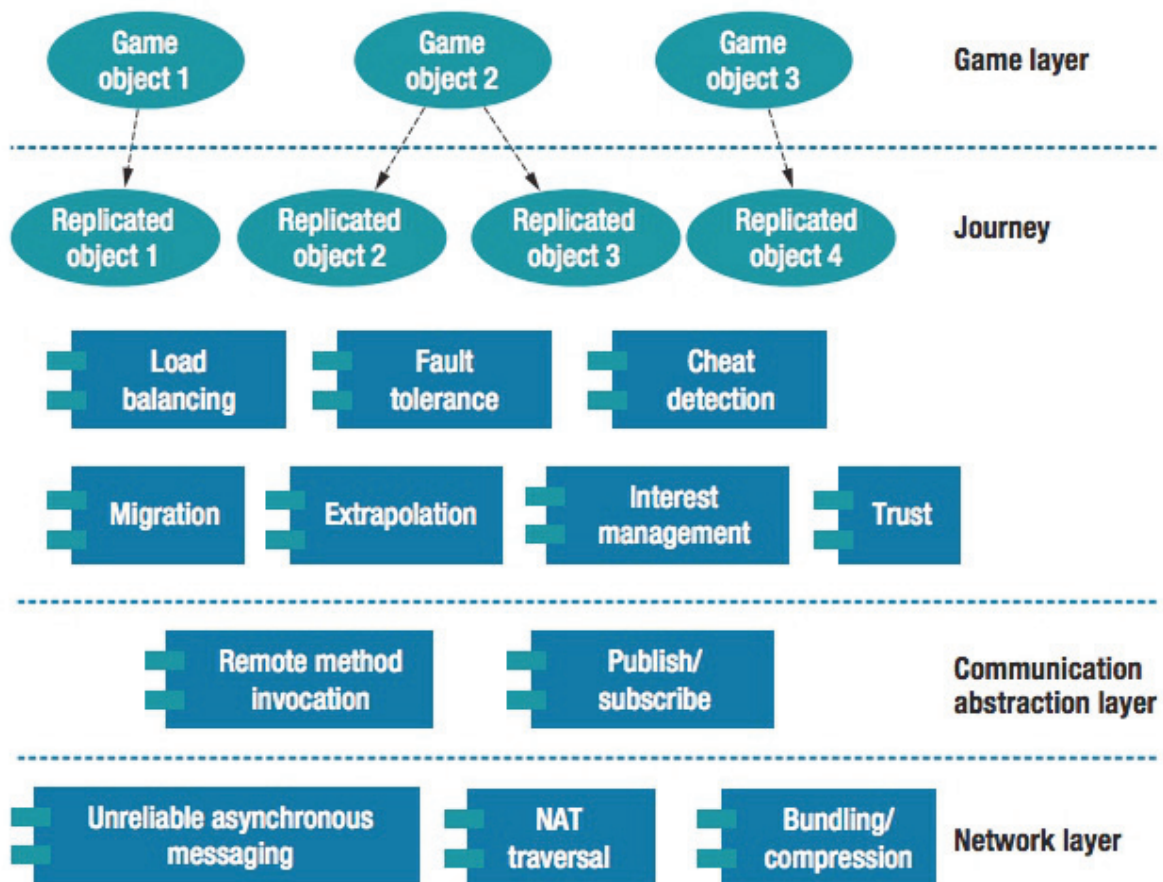 Game
object 1
Game
object 2
Game
object 3
Game layer
Replicated
object 1
Replicated
object 2
Replicated
object 3
Replicated
object 4
Journey
Load
balancing
Fault
tolerance
Cheat
detection
Migration
Extrapolation
Interest
management
Trust
Remote method
invocation
Publish/
subscribe
Communication
abstraction layer
Unreliable asynchronous
messaging
NAT
traversal
Bundling/
compression
Network layer